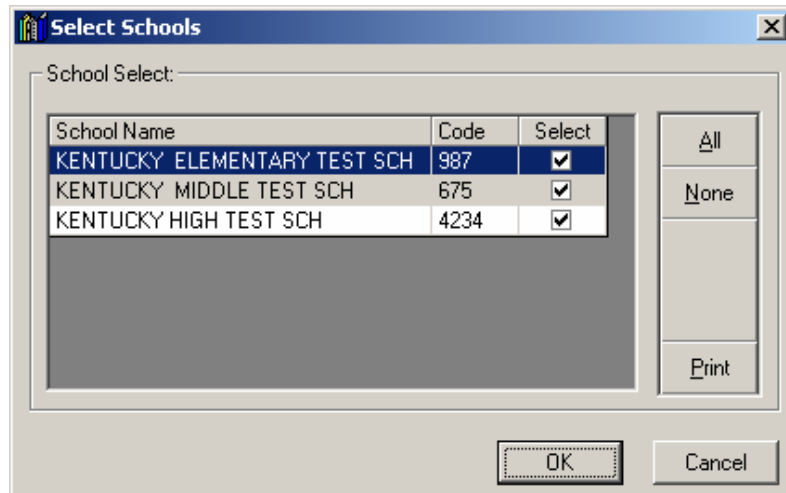 Select Schools
School Select:
School Name Code Select
KENTUCKY  ELEMENTARY TEST SCH 987
KENTUCKY  MIDDLE TEST SCH 675
KENTUCKY HIGH TEST SCH 4234
All
None
Print
OK Cancel